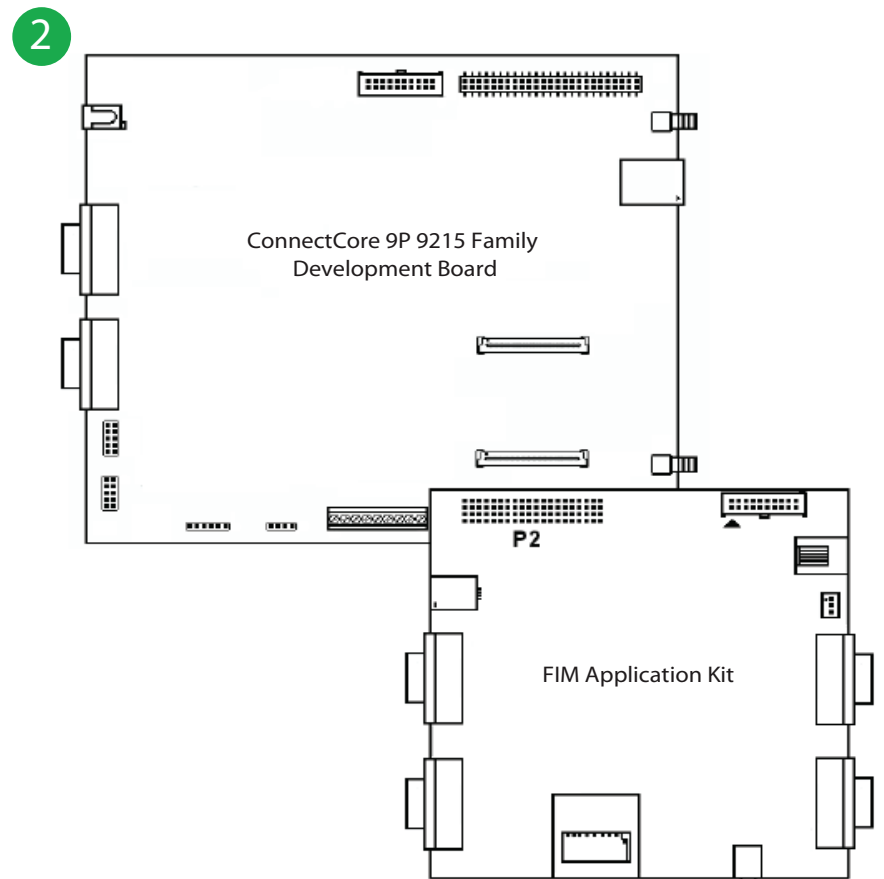 2
ConnectCore 9P 9215 Family
Development Board
P2
FIM Application Kit